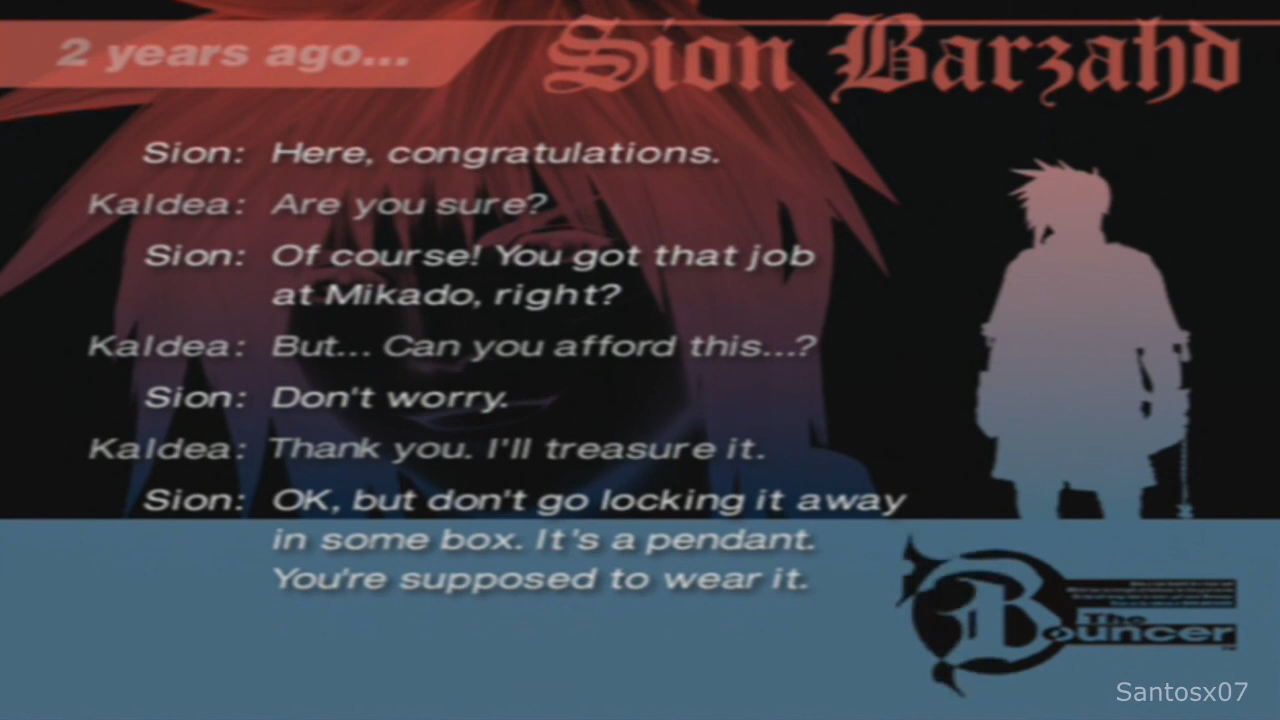 2 years ago...
Sion Barzahd
Sion: Here, congratulations.
Kaldea: Are you sure?
Sion: Of course! You got that job
at Mikado, right?
Kaldea: But... Can you afford this...?
Sion: Don't worry.
Kaldea: Thank you. I'll treasure it.
Sion: OK, but don't go locking it away
in some box. It's a pendant.
You're supposed to wear it.
The
Bouncer
Santosx07